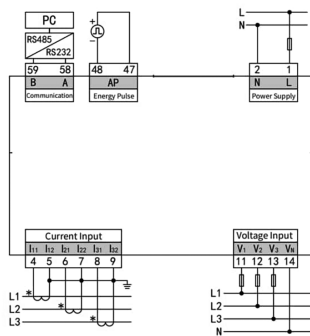 PC
RS485
RS232
59 58
B A
Communication
+
−
48 47
AP
Energy Pulse
L
N
2 1
N L
Power Supply
Current Input
I11 I12 I21 I22 I31 I32
4 5 6 7 8 9
* L1
* L2
L3 *
Voltage Input
V1 V2 V3 VN
11 12 13 14
L1
L2
L3
N